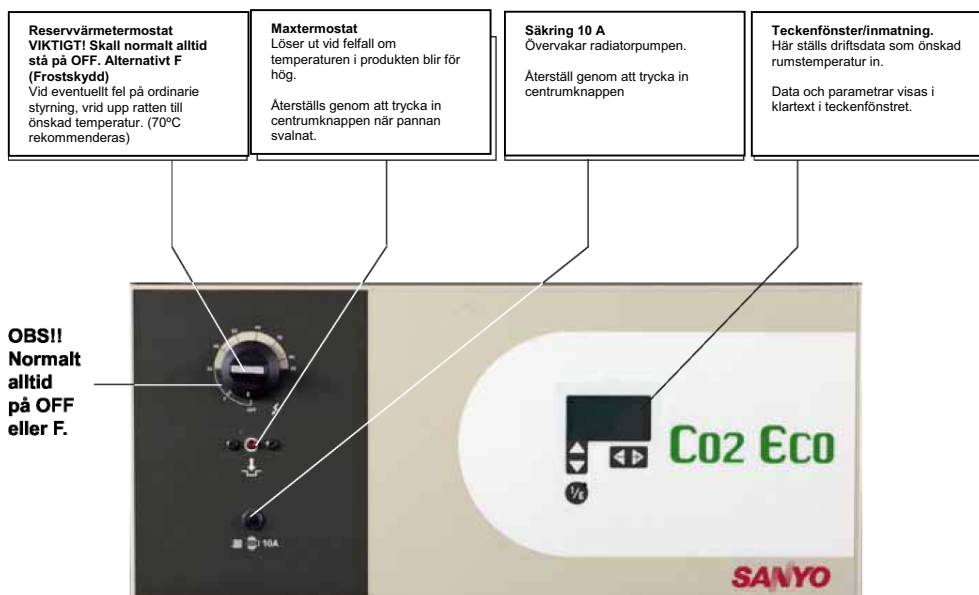 Reservvärmetermostat
VIKTIGT! Skall normalt alltid
stå på OFF. Alternativt F
(Frostskydd)
Vid eventuellt fel på ordinarie
styrning, vrid upp ratten till
önskad temperatur. (70ºC
rekommenderas)
Maxtermostat
Löser ut vid felfall om
temperaturen i produkten blir för
hög.
Återställs genom att trycka in
centrumknappen när pannan
svalnat.
Säkring 10 A
Övervakar radiatorpumpen.
Återställ genom att trycka in
centrumknappen
Teckenfönster/inmatning.
Här ställs driftsdata som önskad
rumstemperatur in.
Data och parametrar visas i
klartext i teckenfönstret.
OBS!!
Normalt
alltid
på OFF
eller F.
OFF
10A
1/E
Co2 Eco
SANYO